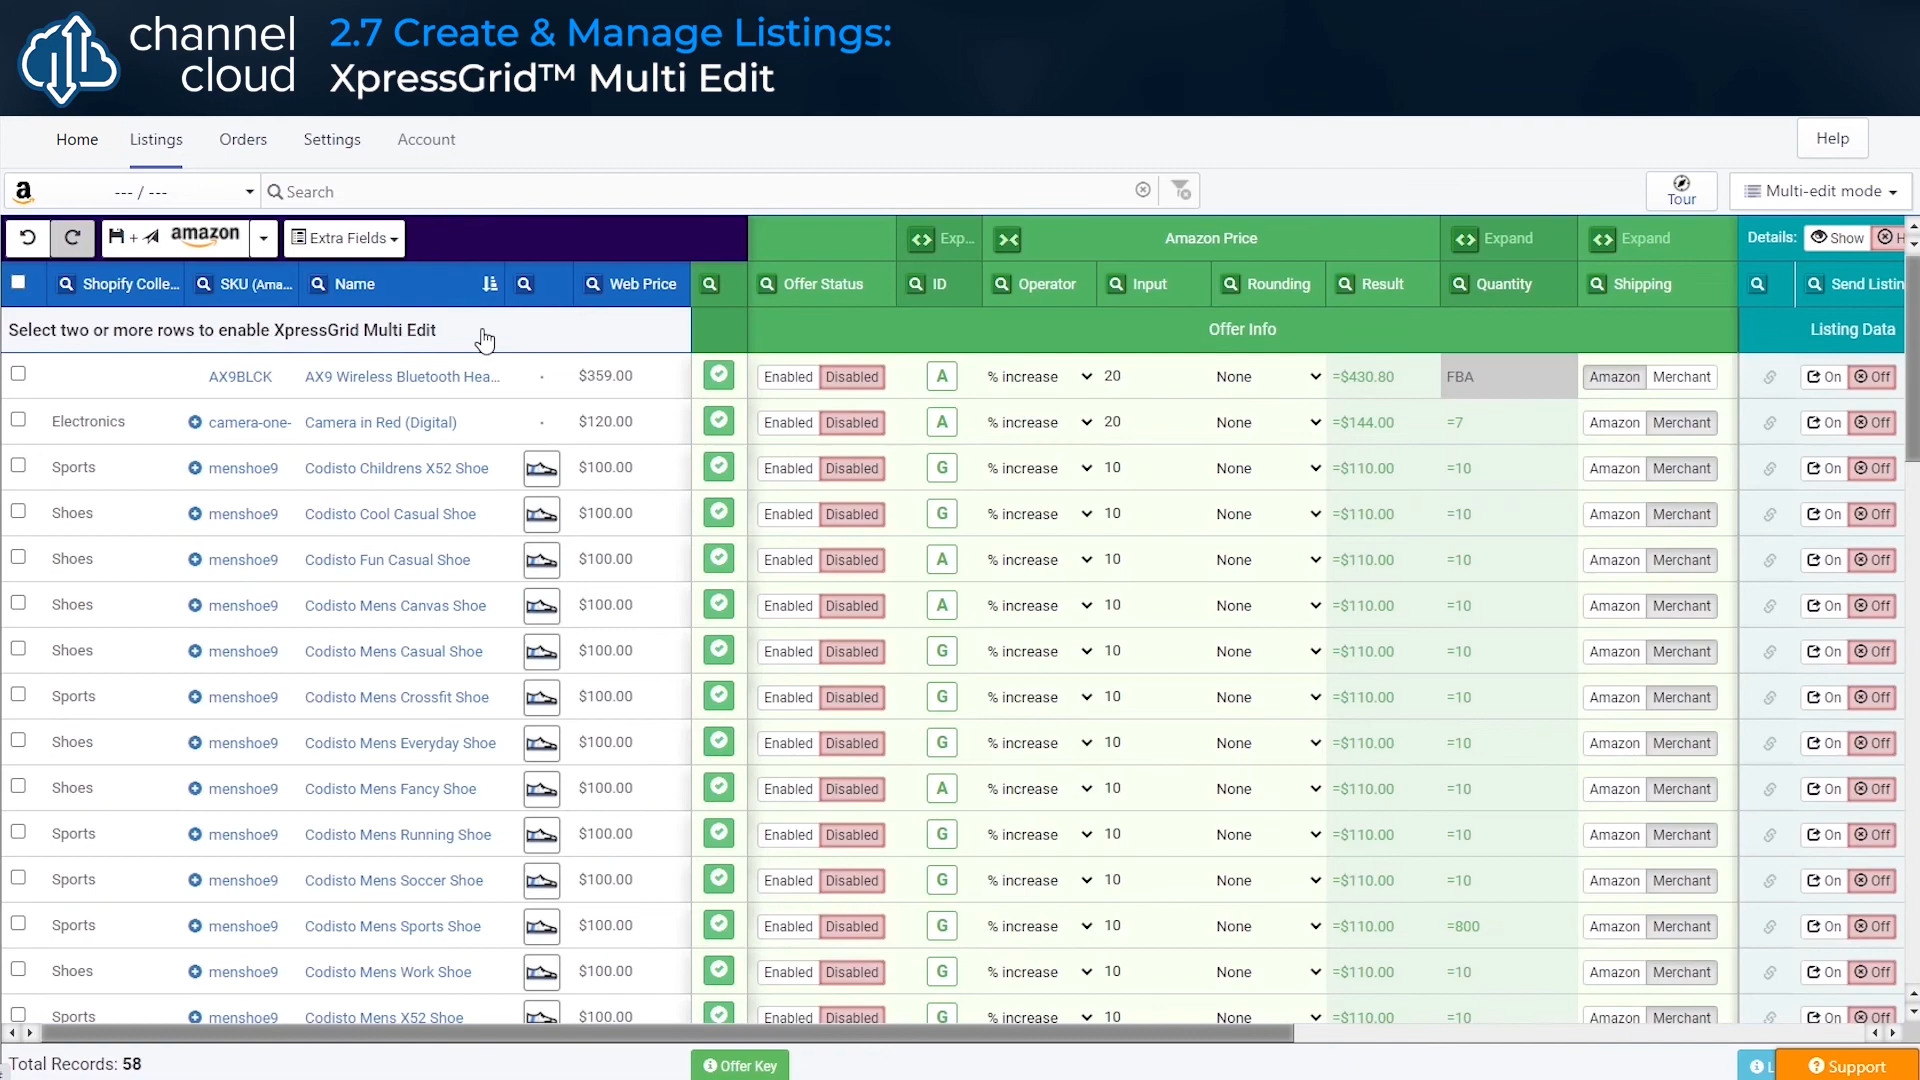 channel cloud
2.7 Create & Manage Listings:
XpressGrid™ Multi Edit
Home Listings Orders Settings Account Help
--- / --- Search Tour Multi-edit mode
+ amazon Extra Fields Exp... Amazon Price Expand Expand Details: Show
Shopify Colle... SKU (Ama... Name Web Price Offer Status ID Operator Input Rounding Result Quantity Shipping Send Listin
Select two or more rows to enable XpressGrid Multi Edit Offer Info Listing Data
AX9BLCK AX9 Wireless Bluetooth Hea... $359.00 Enabled Disabled A % increase 20 None =$430.80 FBA Amazon Merchant On Off
Electronics camera-one- Camera in Red (Digital) $120.00 Enabled Disabled A % increase 20 None =$144.00 =7 Amazon Merchant On Off
Sports menshoe9 Codisto Childrens X52 Shoe $100.00 Enabled Disabled G % increase 10 None =$110.00 =10 Amazon Merchant On Off
Shoes menshoe9 Codisto Cool Casual Shoe $100.00 Enabled Disabled G % increase 10 None =$110.00 =10 Amazon Merchant On Off
Shoes menshoe9 Codisto Fun Casual Shoe $100.00 Enabled Disabled A % increase 10 None =$110.00 =10 Amazon Merchant On Off
Shoes menshoe9 Codisto Mens Canvas Shoe $100.00 Enabled Disabled A % increase 10 None =$110.00 =10 Amazon Merchant On Off
Shoes menshoe9 Codisto Mens Casual Shoe $100.00 Enabled Disabled G % increase 10 None =$110.00 =10 Amazon Merchant On Off
Sports menshoe9 Codisto Mens Crossfit Shoe $100.00 Enabled Disabled G % increase 10 None =$110.00 =10 Amazon Merchant On Off
Shoes menshoe9 Codisto Mens Everyday Shoe $100.00 Enabled Disabled G % increase 10 None =$110.00 =10 Amazon Merchant On Off
Shoes menshoe9 Codisto Mens Fancy Shoe $100.00 Enabled Disabled A % increase 10 None =$110.00 =10 Amazon Merchant On Off
Sports menshoe9 Codisto Mens Running Shoe $100.00 Enabled Disabled G % increase 10 None =$110.00 =10 Amazon Merchant On Off
Sports menshoe9 Codisto Mens Soccer Shoe $100.00 Enabled Disabled G % increase 10 None =$110.00 =10 Amazon Merchant On Off
Sports menshoe9 Codisto Mens Sports Shoe $100.00 Enabled Disabled G % increase 10 None =$110.00 =800 Amazon Merchant On Off
Shoes menshoe9 Codisto Mens Work Shoe $100.00 Enabled Disabled G % increase 10 None =$110.00 =10 Amazon Merchant On Off
Sports menshoe9 Codisto Mens X52 Shoe $100.00 Enabled Disabled G % increase 10 None =$110.00 =10 Amazon Merchant On Off
Total Records: 58 Offer Key L Support